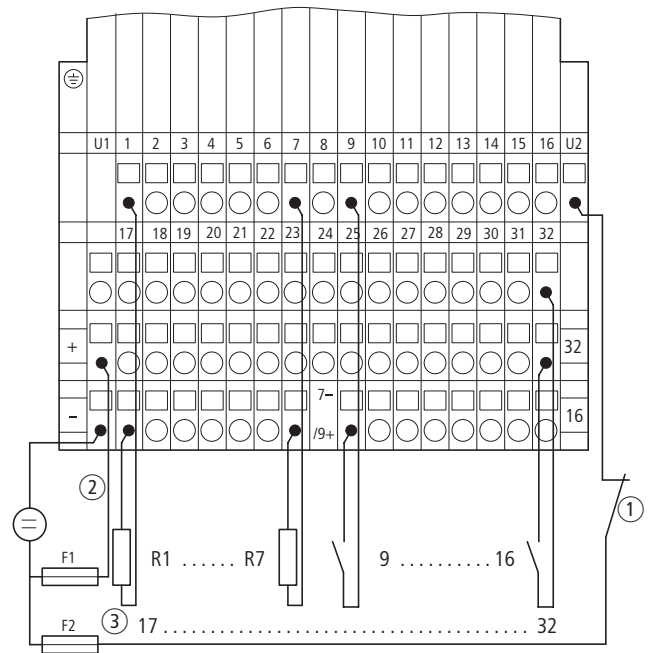 U1 1 2 3 4 5 6 7 8 9 10 11 12 13 14 15 16 U2
17 18 19 20 21 22 23 24 25 26 27 28 29 30 31 32
+ 32
7–
– 16
/9+
②
①
F1 R1 ...... R7 9 .......... 16
③ 17 .................................... 32
F2